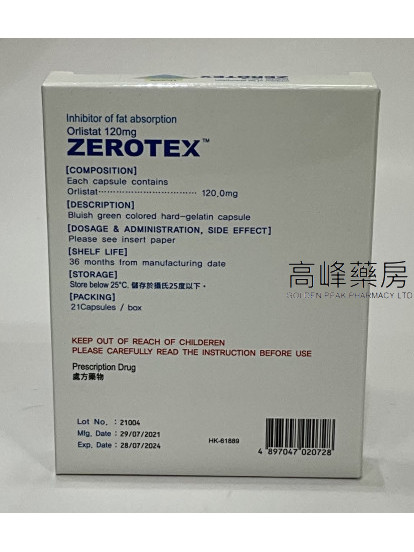 Inhibitor of fat absorption
Orlistat 120mg
ZEROTEX™
[COMPOSITION]
Each capsule contains
Orlistat································ 120.0mg
[DESCRIPTION]
Bluish green colored hard-gelatin capsule
[DOSAGE & ADMINISTRATION, SIDE EFFECT]
Please see insert paper
[SHELF LIFE]
36 months from manufacturing date
[STORAGE]
Store below 25°C. 儲存於攝氏25度以下。
[PACKING]
21Capsules / box
高峰藥房
GOLDEN PEAK PHARMACY LTD
KEEP OUT OF REACH OF CHILDEREN
PLEASE CAREFULLY READ THE INSTRUCTION BEFORE USE
Prescription Drug
處方藥物
Lot No. : 21004
Mfg. Date : 29/07/2021
Exp. Date : 28/07/2024
HK-61889
4 897047 020728